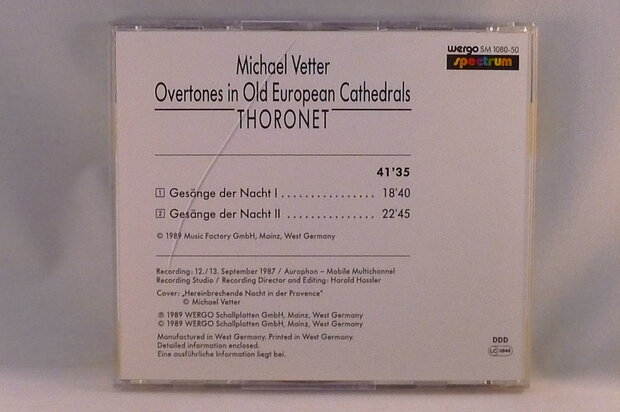 wergo SM 1080-50
spectrum
Michael Vetter
Overtones in Old European Cathedrals
THORONET
41'35
1 Gesänge der Nacht I . . . . . . . . . . . . . . . . 18'40
2 Gesänge der Nacht II . . . . . . . . . . . . . . . 22'45
© 1989 Music Factory GmbH, Mainz, West Germany
Recording: 12./13. September 1987 / Aurophon – Mobile Multichannel
Recording Studio / Recording Director and Editing: Harald Hassler
Cover: „Hereinbrechende Nacht in der Provence"
© Michael Vetter
℗ 1989 WERGO Schallplatten GmbH, Mainz, West Germany
© 1989 WERGO Schallplatten GmbH, Mainz, West Germany
Manufactured in West Germany. Printed in West Germany.
Detailed information enclosed.
Eine ausführliche Information liegt bei.
DDD
LC 0846